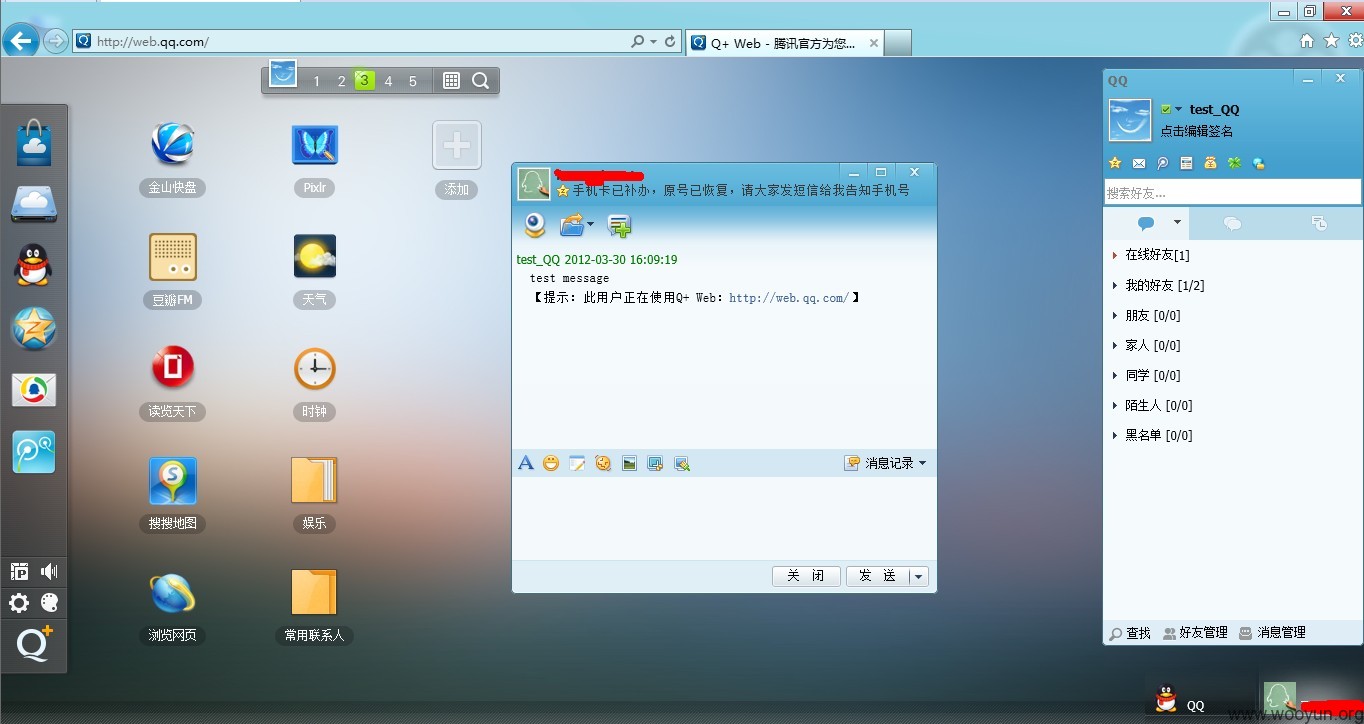 http://web.qq.com/
Q+ Web - 腾讯官方为您...
1 2 3 4 5
金山快盘
Pixlr
添加
豆瓣FM
天气
读览天下
时钟
搜搜地图
娱乐
浏览网页
常用联系人
手机卡已补办，原号已恢复，请大家发短信给我告知手机号
test_QQ 2012-03-30 16:09:19
test message
【提示：此用户正在使用Q+ Web：http://web.qq.com/】
消息记录
关 闭
发 送
QQ
test_QQ
点击编辑签名
搜索好友...
在线好友[1]
我的好友 [1/2]
朋友 [0/0]
家人 [0/0]
同学 [0/0]
陌生人 [0/0]
黑名单 [0/0]
查找
好友管理
消息管理
QQ
www.wooyun.org